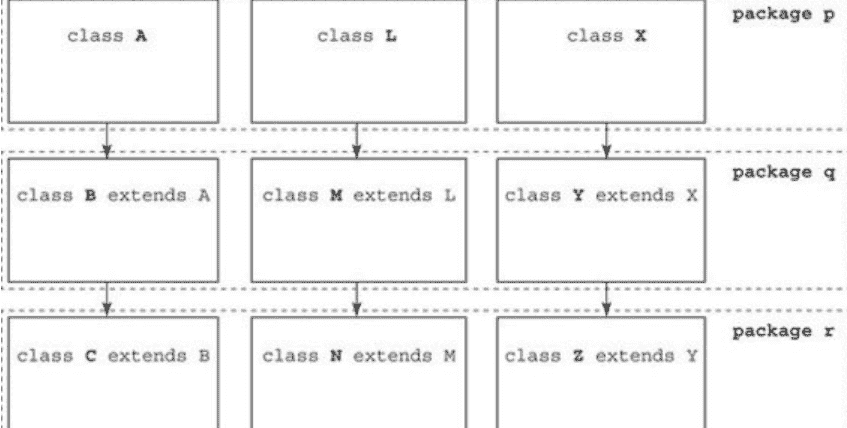 package p
class A
class L
class X
package q
class B extends A
class M extends L
class Y extends X
package r
class C extends B
class N extends M
class Z extends Y